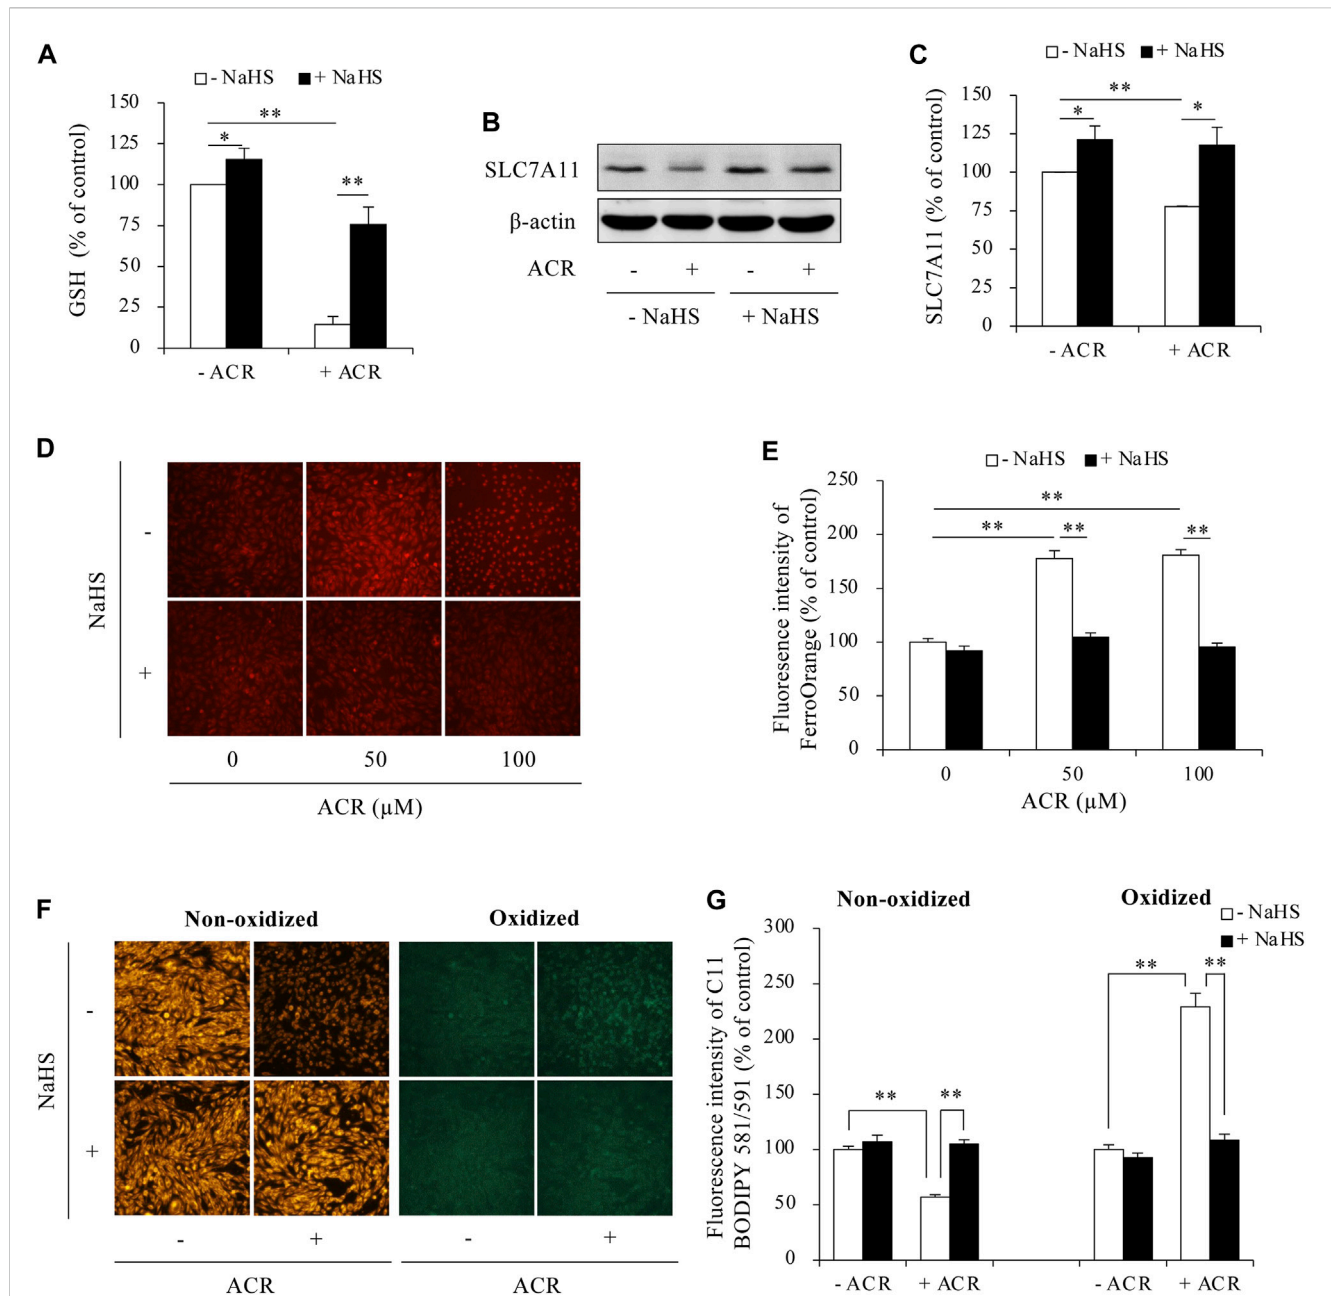 A
- NaHS + NaHS
GSH (% of control)
150
125
100
75
50
25
0
**
*
**
- ACR + ACR
B
SLC7A11
β-actin
ACR - + - +
- NaHS + NaHS
C
- NaHS + NaHS
SLC7A11 (% of control)
150
125
100
75
50
25
0
**
*
*
- ACR + ACR
D
NaHS
-
+
0 50 100
ACR (µM)
E
- NaHS + NaHS
Fluoresence intensity of
FerroOrange (% of control)
250
200
150
100
50
0
**
**
**
**
0 50 100
ACR (µM)
F
Non-oxidized Oxidized
NaHS
-
+
- + - +
ACR ACR
G
Non-oxidized Oxidized
- NaHS
+ NaHS
Fluorescence intensity of C11
BODIPY 581/591 (% of control)
300
250
200
150
100
50
0
**
**
**
**
- ACR + ACR - ACR + ACR